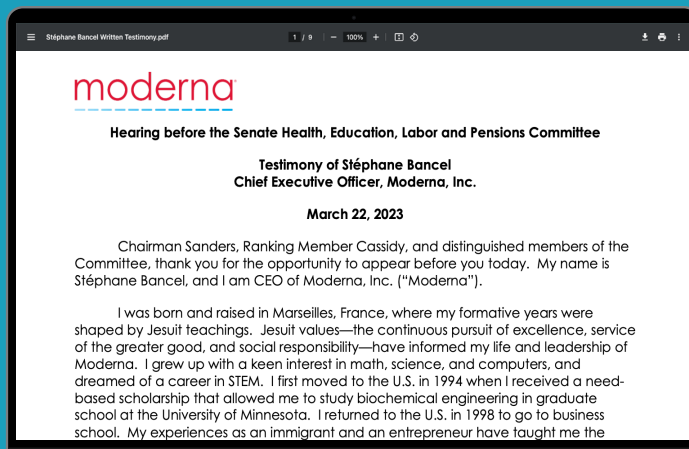 Stéphane Bancel Written Testimony.pdf 1 / 9 100%
moderna
Hearing before the Senate Health, Education, Labor and Pensions Committee
Testimony of Stéphane Bancel
Chief Executive Officer, Moderna, Inc.
March 22, 2023
Chairman Sanders, Ranking Member Cassidy, and distinguished members of the
Committee, thank you for the opportunity to appear before you today.  My name is
Stéphane Bancel, and I am CEO of Moderna, Inc. (“Moderna”).
I was born and raised in Marseilles, France, where my formative years were
shaped by Jesuit teachings.  Jesuit values—the continuous pursuit of excellence, service
of the greater good, and social responsibility—have informed my life and leadership of
Moderna.  I grew up with a keen interest in math, science, and computers, and
dreamed of a career in STEM.  I first moved to the U.S. in 1994 when I received a need-
based scholarship that allowed me to study biochemical engineering in graduate
school at the University of Minnesota.  I returned to the U.S. in 1998 to go to business
school.  My experiences as an immigrant and an entrepreneur have taught me the